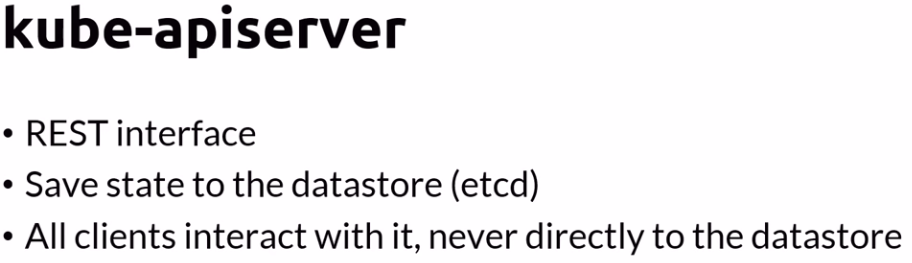 kube-apiserver
• REST interface
• Save state to the datastore (etcd)
• All clients interact with it, never directly to the datastore